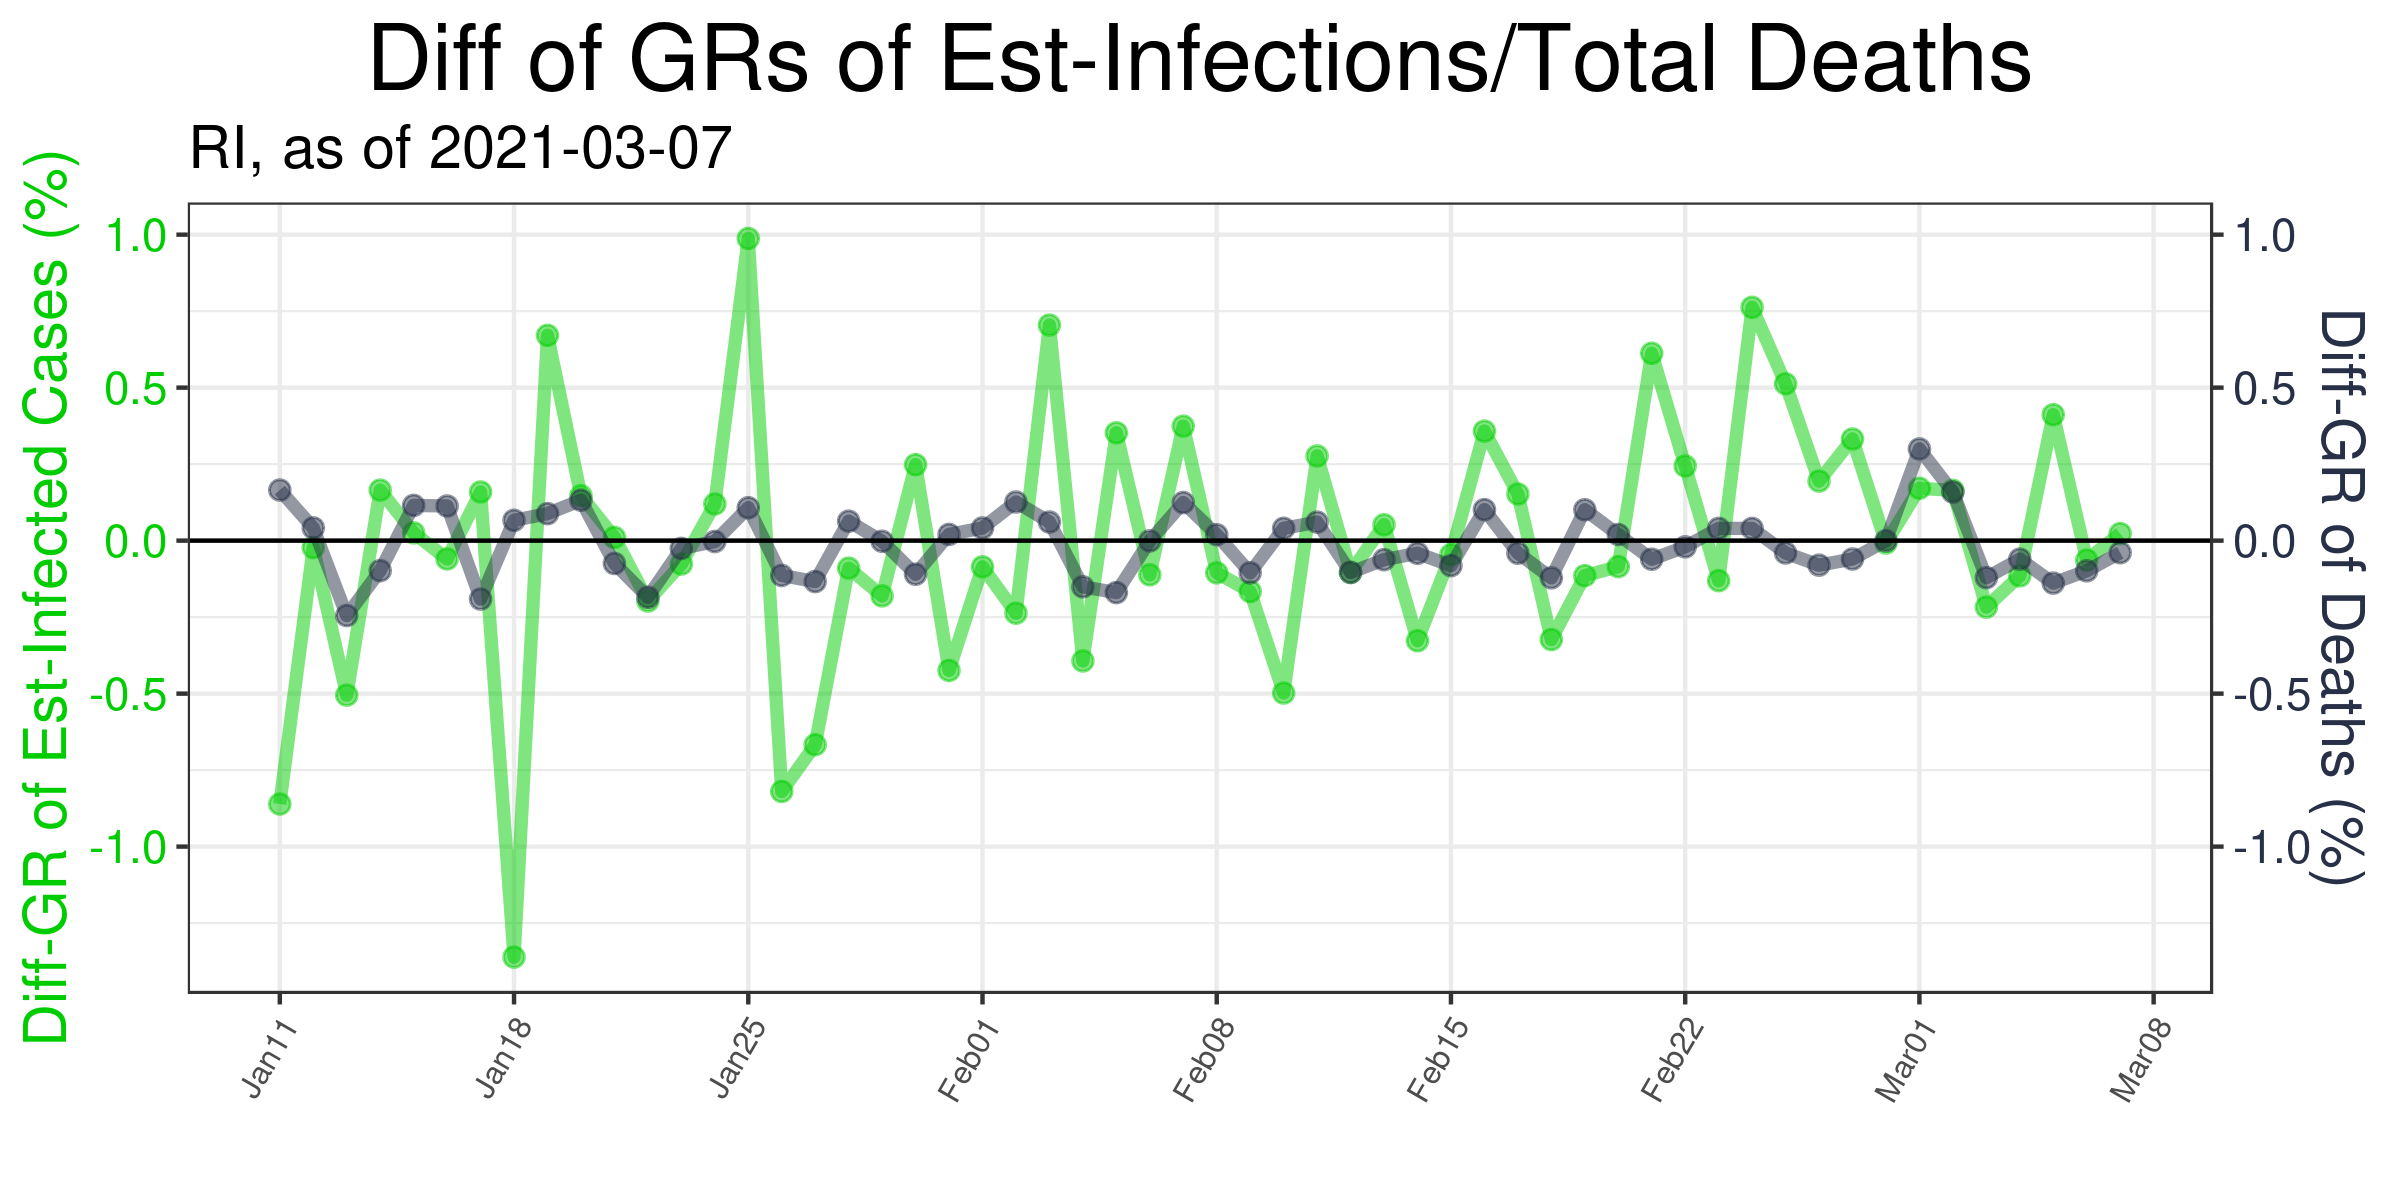 Diff of GRs of Est-Infections/Total Deaths
RI, as of 2021-03-07
Diff-GR of Est-Infected Cases (%)
1.0
0.5
0.0
-0.5
-1.0
1.0
0.5
0.0
-0.5
-1.0
Diff-GR of Deaths (%)
Jan11
Jan18
Jan25
Feb01
Feb08
Feb15
Feb22
Mar01
Mar08